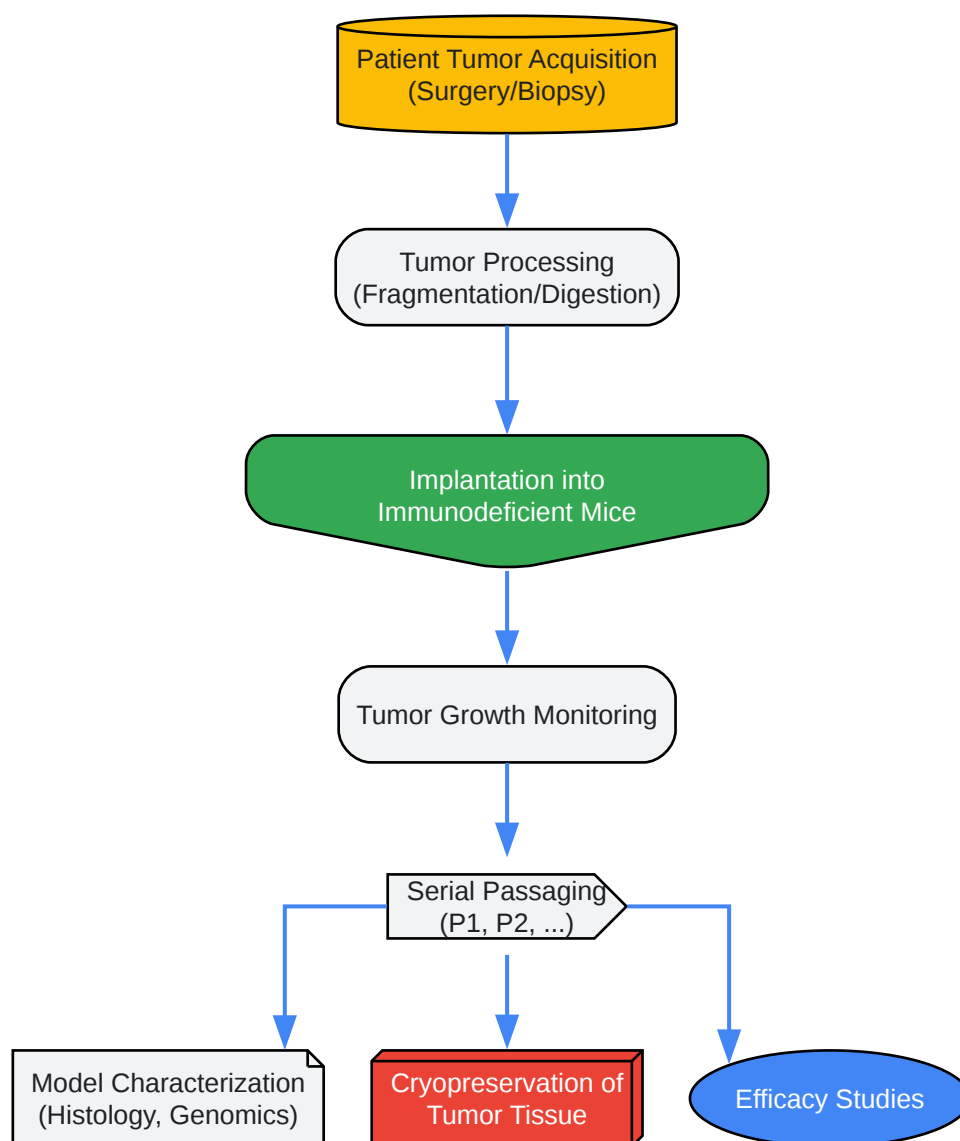 Patient Tumor Acquisition
(Surgery/Biopsy)
Tumor Processing
(Fragmentation/Digestion)
Implantation into
Immunodeficient Mice
Tumor Growth Monitoring
Serial Passaging
(P1, P2, ...)
Model Characterization
(Histology, Genomics)
Cryopreservation of
Tumor Tissue
Efficacy Studies